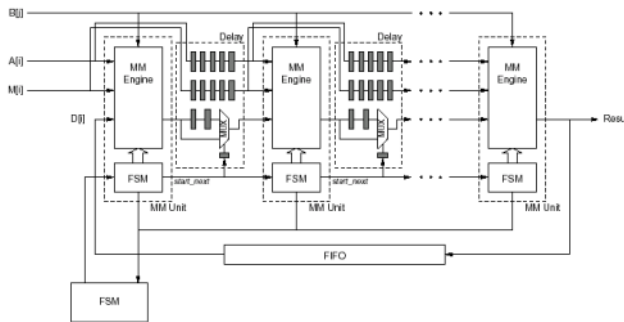 B[j]
Delay
Delay
A[i]
MM
Engine
MM
Engine
MM
Engine
M[i]
D[j]
MUX
MUX
Resu
FSM
start_next
FSM
start_next
FSM
MM Unit
MM Unit
MM Unit
FIFO
FSM